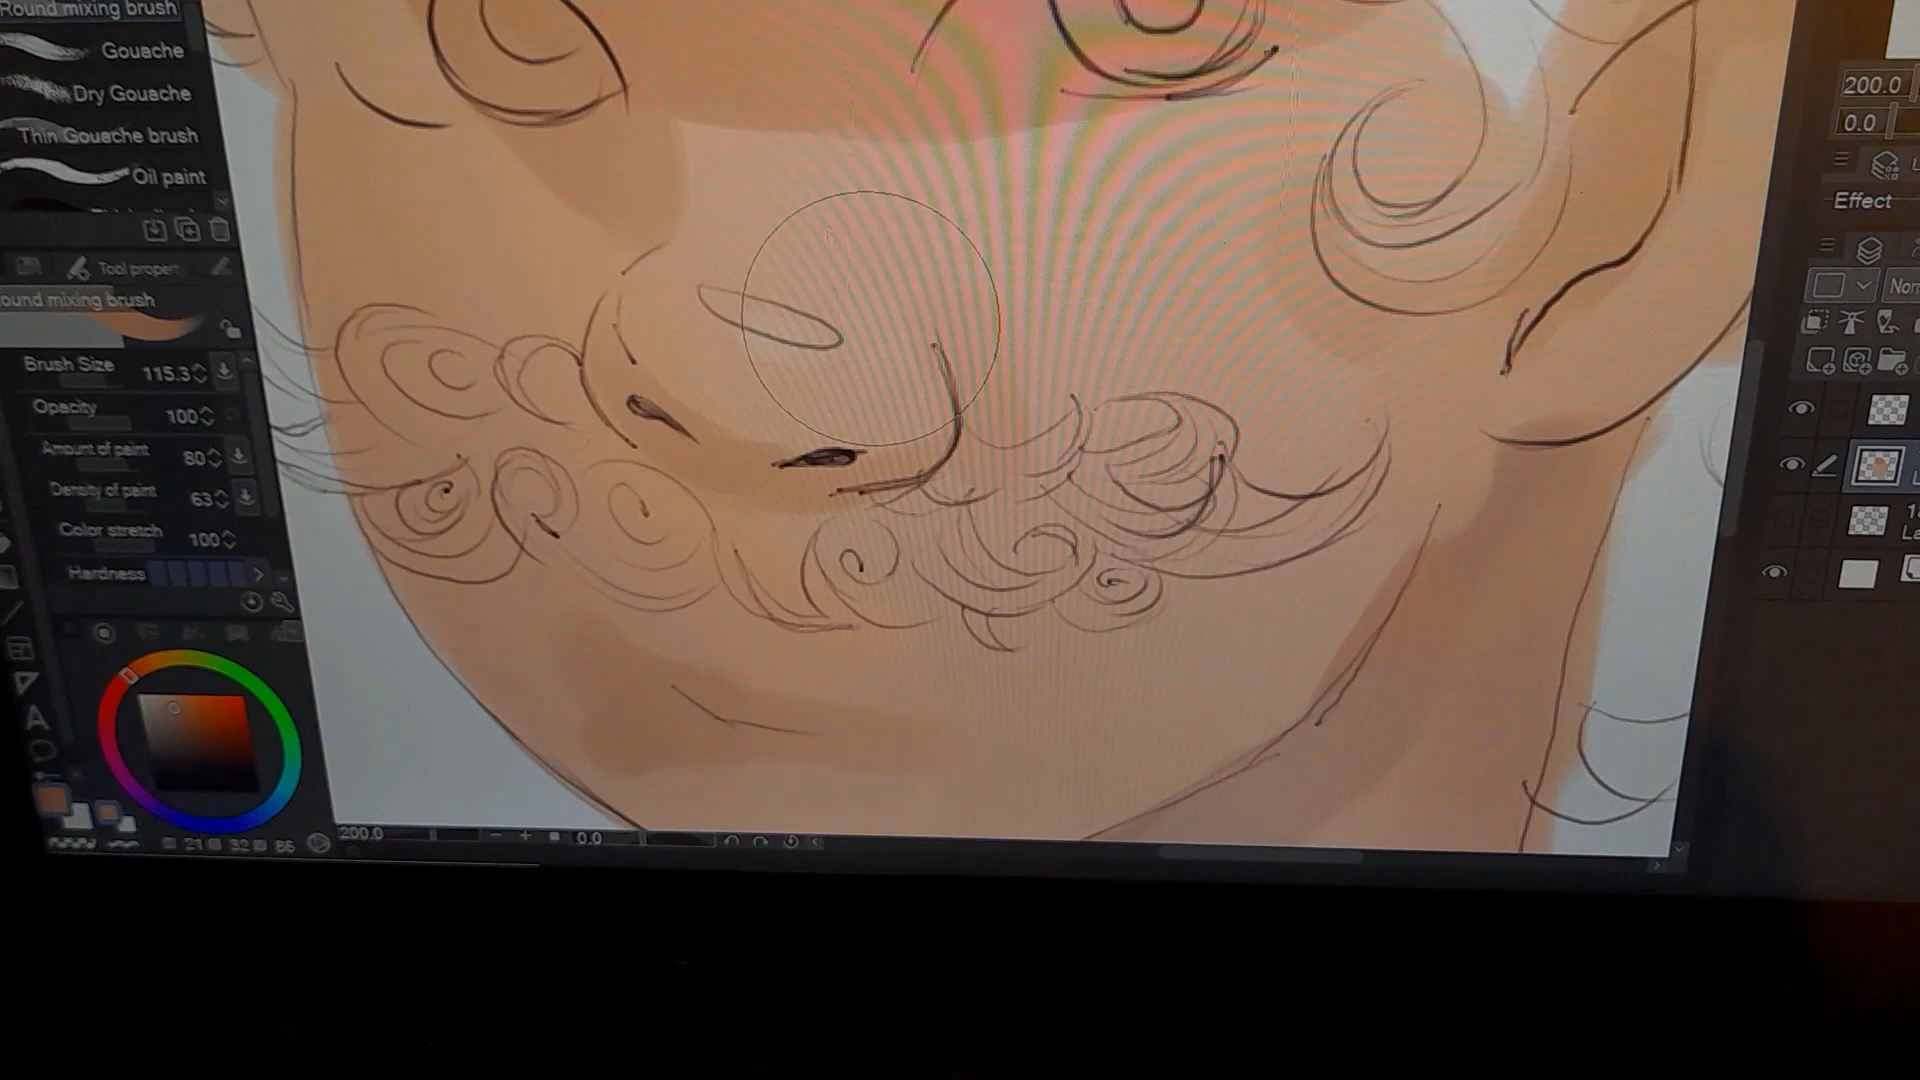 Round mixing brush
Gouache
Dry Gouache
Thin Gouache brush
Oil paint
Tool propert
ound mixing brush
Brush Size 115.3
Opacity 100
Amount of paint 80
Density of paint 63
Color stretch 100
Hardness
21 32 86
200.0 0.0
200.0
0.0
Effect
Nor